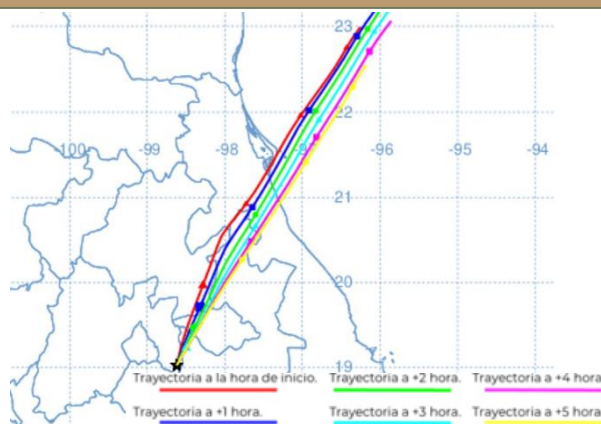 23
22
-100 -99 -98 -97 -96 -95 -94
21
20
19
Trayectoria a la hora de inicio. Trayectoria a +2 hora. Trayectoria a +4 hora
Trayectoria a +1 hora. Trayectoria a +3 hora. Trayectoria a +5 hora